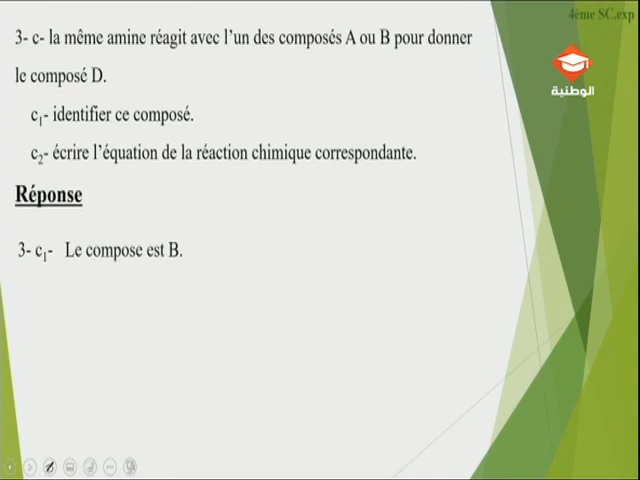 4ème SC.exp
3- c- la même amine réagit avec l'un des composés A ou B pour donner
le composé D.
c₁- identifier ce composé.
c₂- écrire l'équation de la réaction chimique correspondante.
Réponse
3- c₁- Le compose est B.
الوطنية